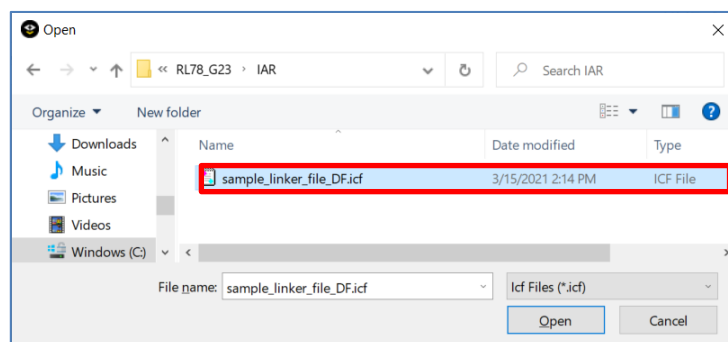 Open
« RL78_G23 › IAR
Search IAR
Organize
New folder
Name
Date modified
Type
Downloads
Music
Pictures
Videos
Windows (C:)
sample_linker_file_DF.icf
3/15/2021 2:14 PM
ICF File
File name:
sample_linker_file_DF.icf
Icf Files (*.icf)
Open
Cancel